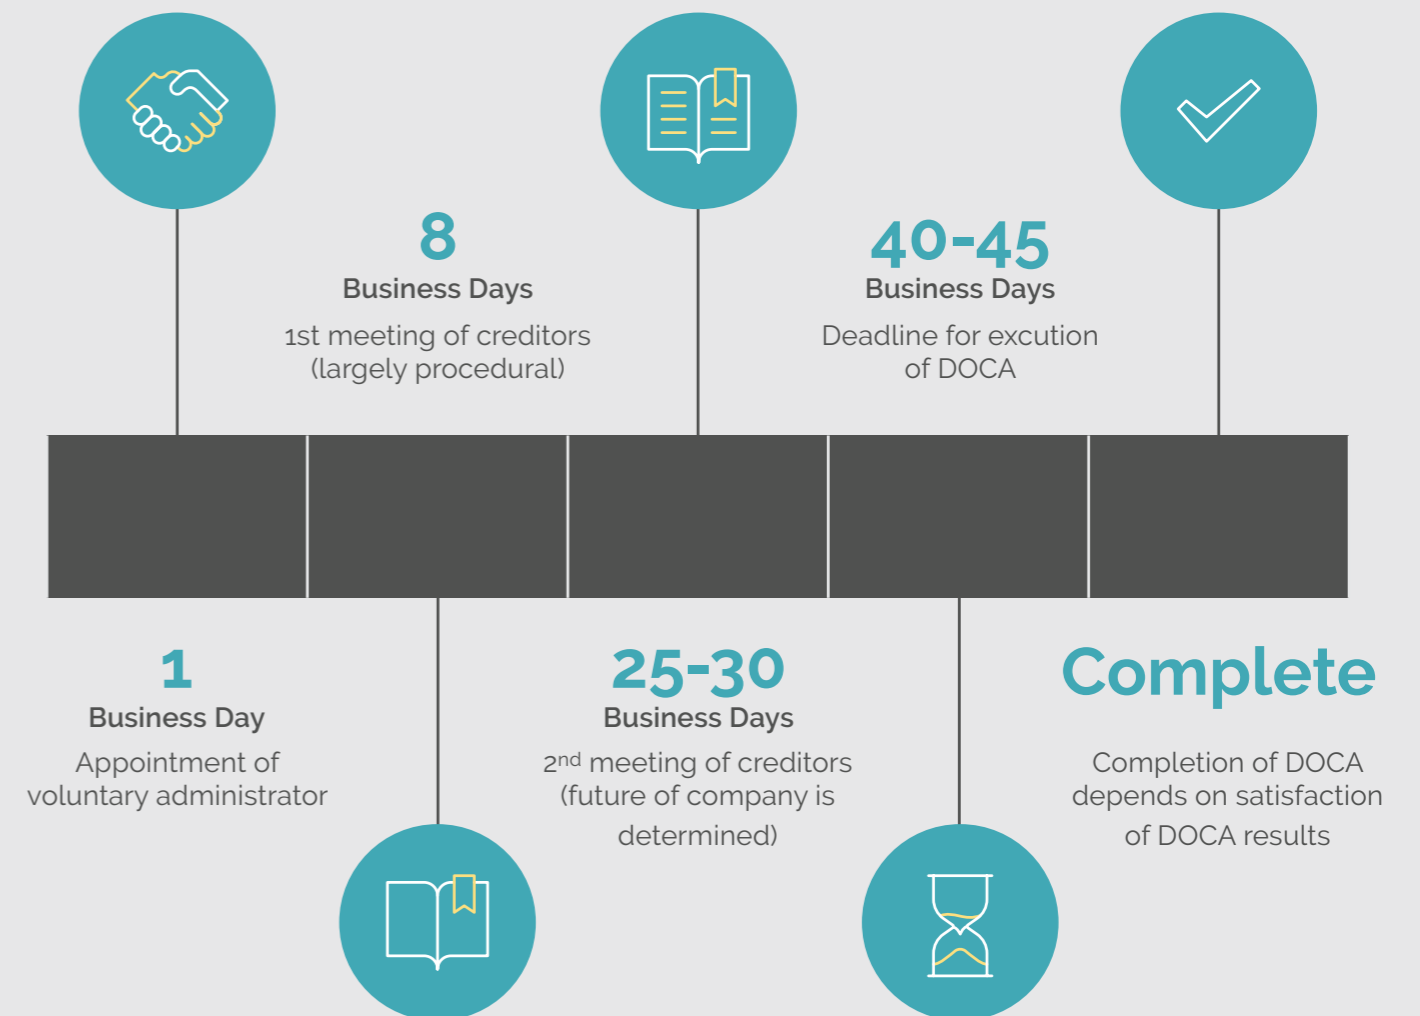 1
Business Day
Appointment of
voluntary administrator
8
Business Days
1st meeting of creditors
(largely procedural)
25-30
Business Days
2nd meeting of creditors
(future of company is
determined)
40-45
Business Days
Deadline for excution
of DOCA
Complete
Completion of DOCA
depends on satisfaction
of DOCA results